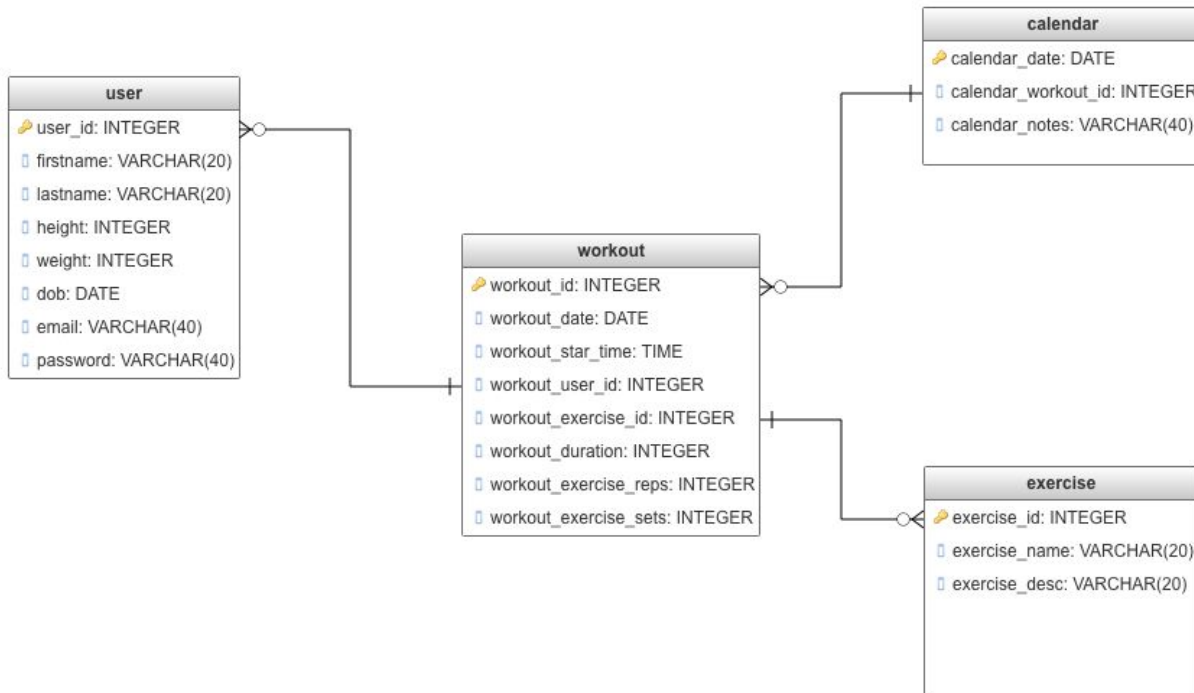 user
user_id: INTEGER
firstname: VARCHAR(20)
lastname: VARCHAR(20)
height: INTEGER
weight: INTEGER
dob: DATE
email: VARCHAR(40)
password: VARCHAR(40)
workout
workout_id: INTEGER
workout_date: DATE
workout_star_time: TIME
workout_user_id: INTEGER
workout_exercise_id: INTEGER
workout_duration: INTEGER
workout_exercise_reps: INTEGER
workout_exercise_sets: INTEGER
calendar
calendar_date: DATE
calendar_workout_id: INTEGER
calendar_notes: VARCHAR(40)
exercise
exercise_id: INTEGER
exercise_name: VARCHAR(20)
exercise_desc: VARCHAR(20)